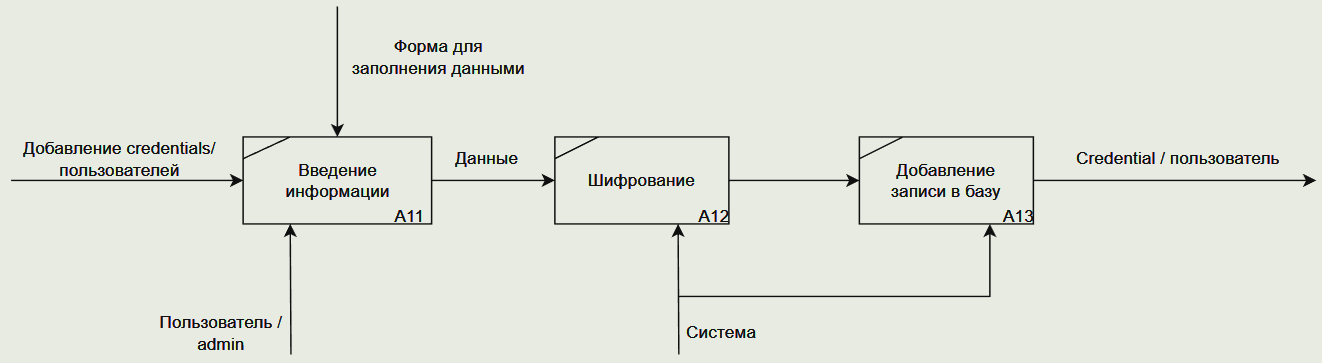 Форма для
заполнения данными
Добавление credentials/
пользователей
Введение
информации
A11
Данные
Шифрование
A12
Добавление
записи в базу
A13
Credential / пользователь
Пользователь /
admin
Система